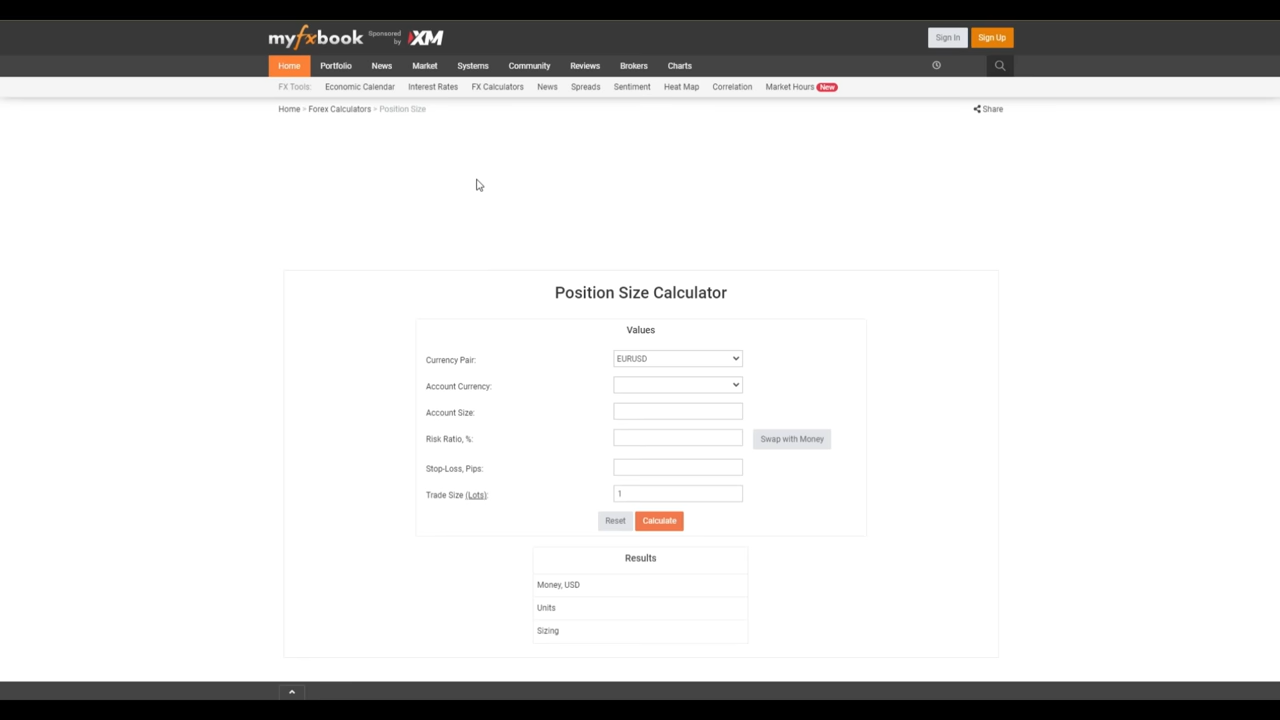 myfxbook Sponsored by XM
Sign In Sign Up
Home Portfolio News Market Systems Community Reviews Brokers Charts
FX Tools: Economic Calendar Interest Rates FX Calculators News Spreads Sentiment Heat Map Correlation Market Hours New
Home > Forex Calculators > Position Size Share
Position Size Calculator
Values
Currency Pair: EURUSD
Account Currency:
Account Size:
Risk Ratio, %: Swap with Money
Stop-Loss, Pips:
Trade Size (Lots): 1
Reset Calculate
Results
Money, USD
Units
Sizing